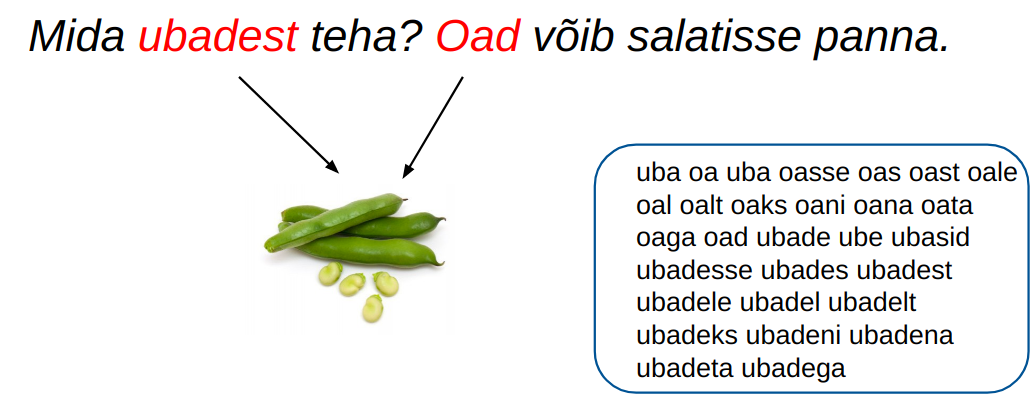 Mida ubadest teha? Oad võib salatisse panna.
uba oa uba oasse oas oast oale
oal oalt oaks oani oana oata
oaga oad ubade ube ubasid
ubadesse ubades ubadest
ubadele ubadel ubadelt
ubadeks ubadeni ubadena
ubadeta ubadega